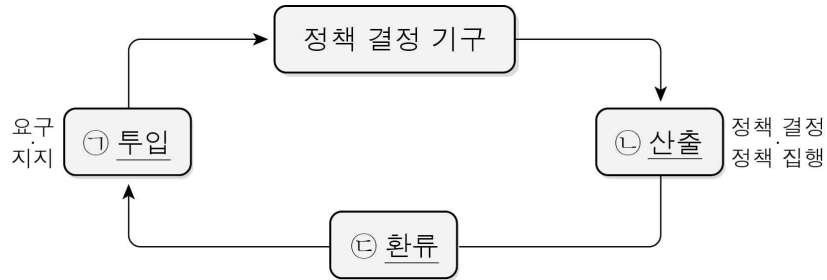 정책 결정 기구
요구
·
지지
㉠ 투입
㉡ 산출
정책 결정
·
정책 집행
㉢ 환류